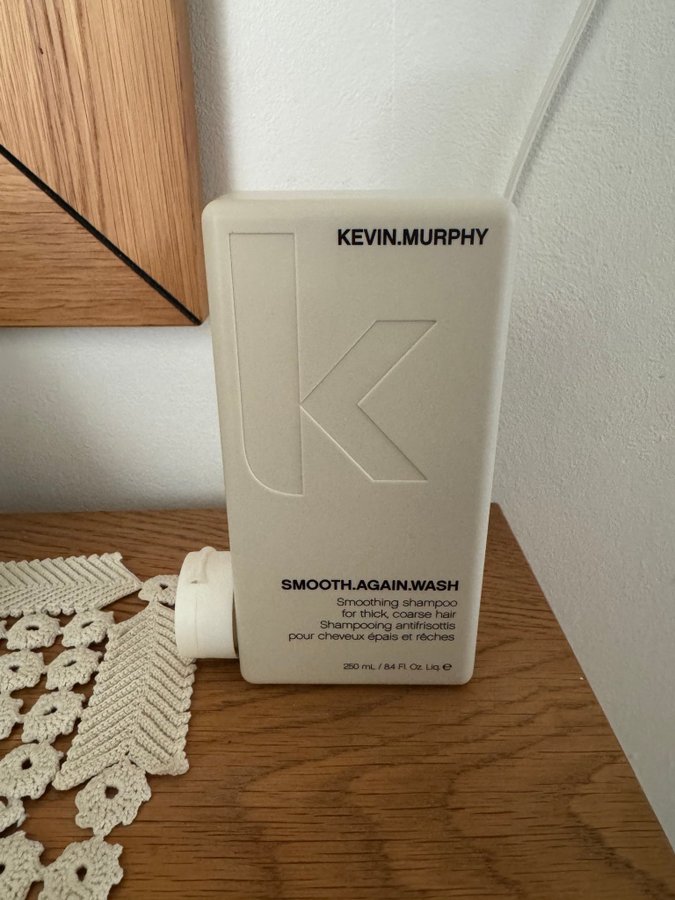 KEVIN.MURPHY
SMOOTH.AGAIN.WASH
Smoothing shampoo
for thick, coarse hair
Shampooing antifrisottis
pour cheveux épais et rêches
250 mL / 8.4 Fl. Oz. Liq. ℮